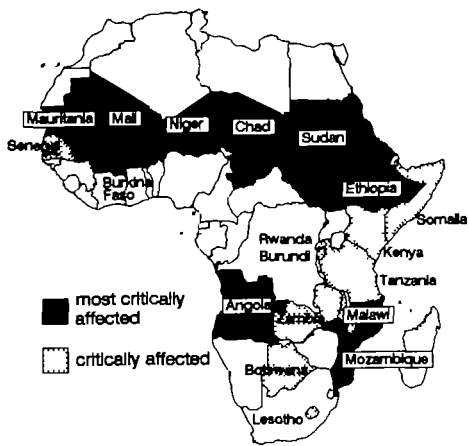 Mauritania
Mali
Niger
Chad
Sudan
Senegal
Burkina
Faso
Ethiopia
Somalia
Rwanda
Burundi
Kenya
Tanzania
most critically
affected
Angola
Zambia
Malawi
critically affected
Botswana
Mozambique
Lesotho